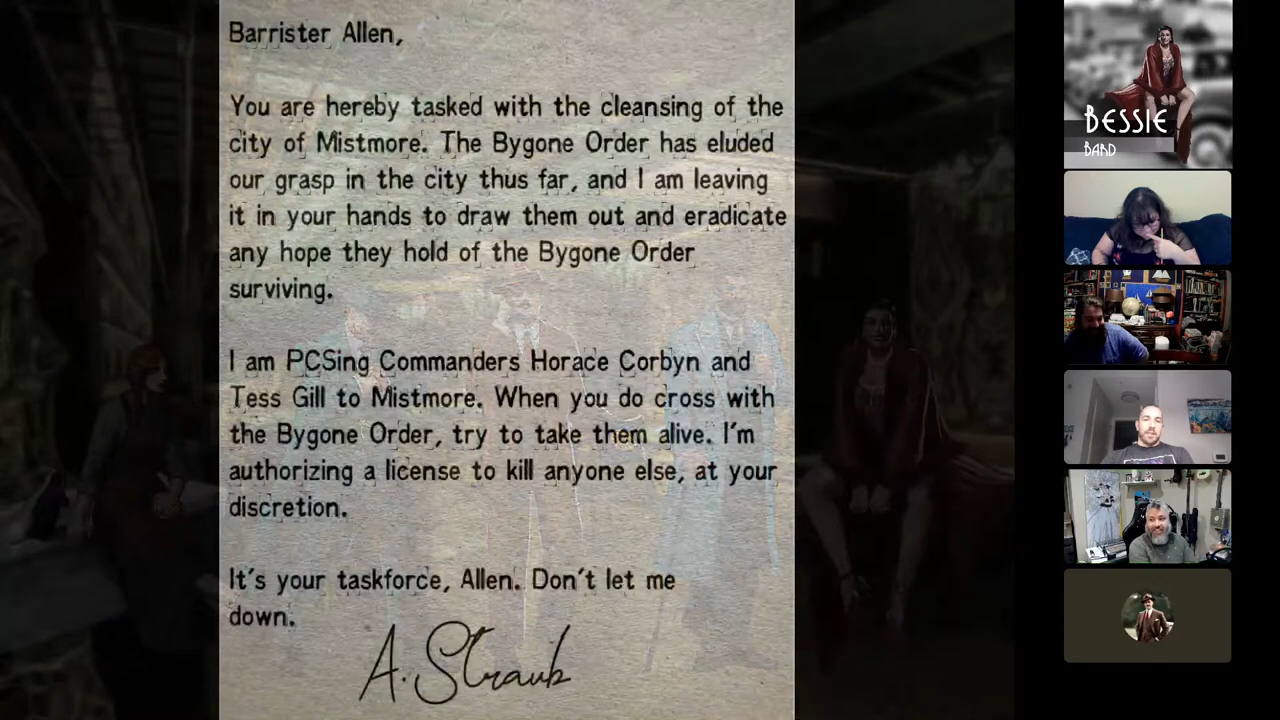 Barrister Allen,
You are hereby tasked with the cleansing of the
city of Mistmore. The Bygone Order has eluded
our grasp in the city thus far, and I am leaving
it in your hands to draw them out and eradicate
any hope they hold of the Bygone Order
surviving.
I am PCSing Commanders Horace Corbyn and
Tess Gill to Mistmore. When you do cross with
the Bygone Order, try to take them alive. I'm
authorizing a license to kill anyone else, at your
discretion.
It's your taskforce, Allen. Don't let me
down.
A. Straub
BESSIE
BARD